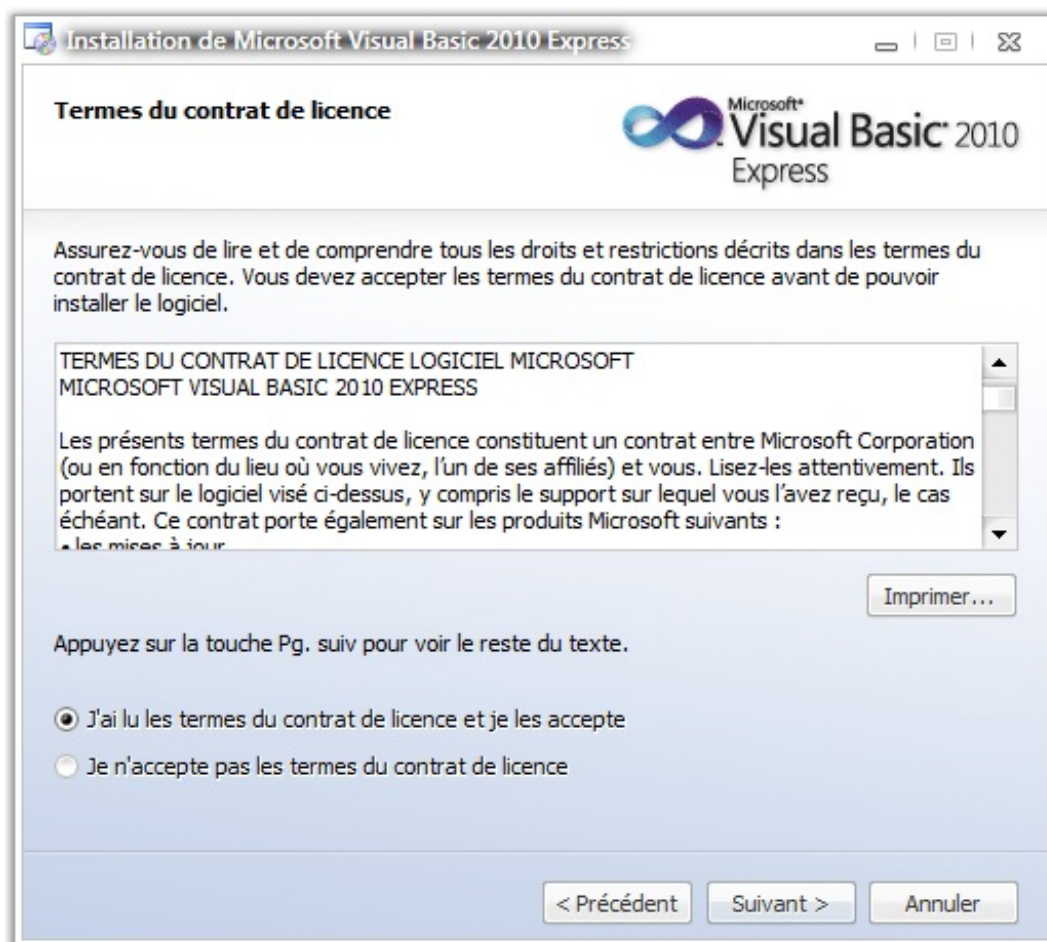 Installation de Microsoft Visual Basic 2010 Express
Termes du contrat de licence
Microsoft®
Visual Basic® 2010
Express
Assurez-vous de lire et de comprendre tous les droits et restrictions décrits dans les termes du
contrat de licence. Vous devez accepter les termes du contrat de licence avant de pouvoir
installer le logiciel.
TERMES DU CONTRAT DE LICENCE LOGICIEL MICROSOFT
MICROSOFT VISUAL BASIC 2010 EXPRESS
Les présents termes du contrat de licence constituent un contrat entre Microsoft Corporation
(ou en fonction du lieu où vous vivez, l’un de ses affiliés) et vous. Lisez-les attentivement. Ils
portent sur le logiciel visé ci-dessus, y compris le support sur lequel vous l’avez reçu, le cas
échéant. Ce contrat porte également sur les produits Microsoft suivants :
• les mises à jour
Imprimer...
Appuyez sur la touche Pg. suiv pour voir le reste du texte.
J'ai lu les termes du contrat de licence et je les accepte
Je n'accepte pas les termes du contrat de licence
< Précédent
Suivant >
Annuler